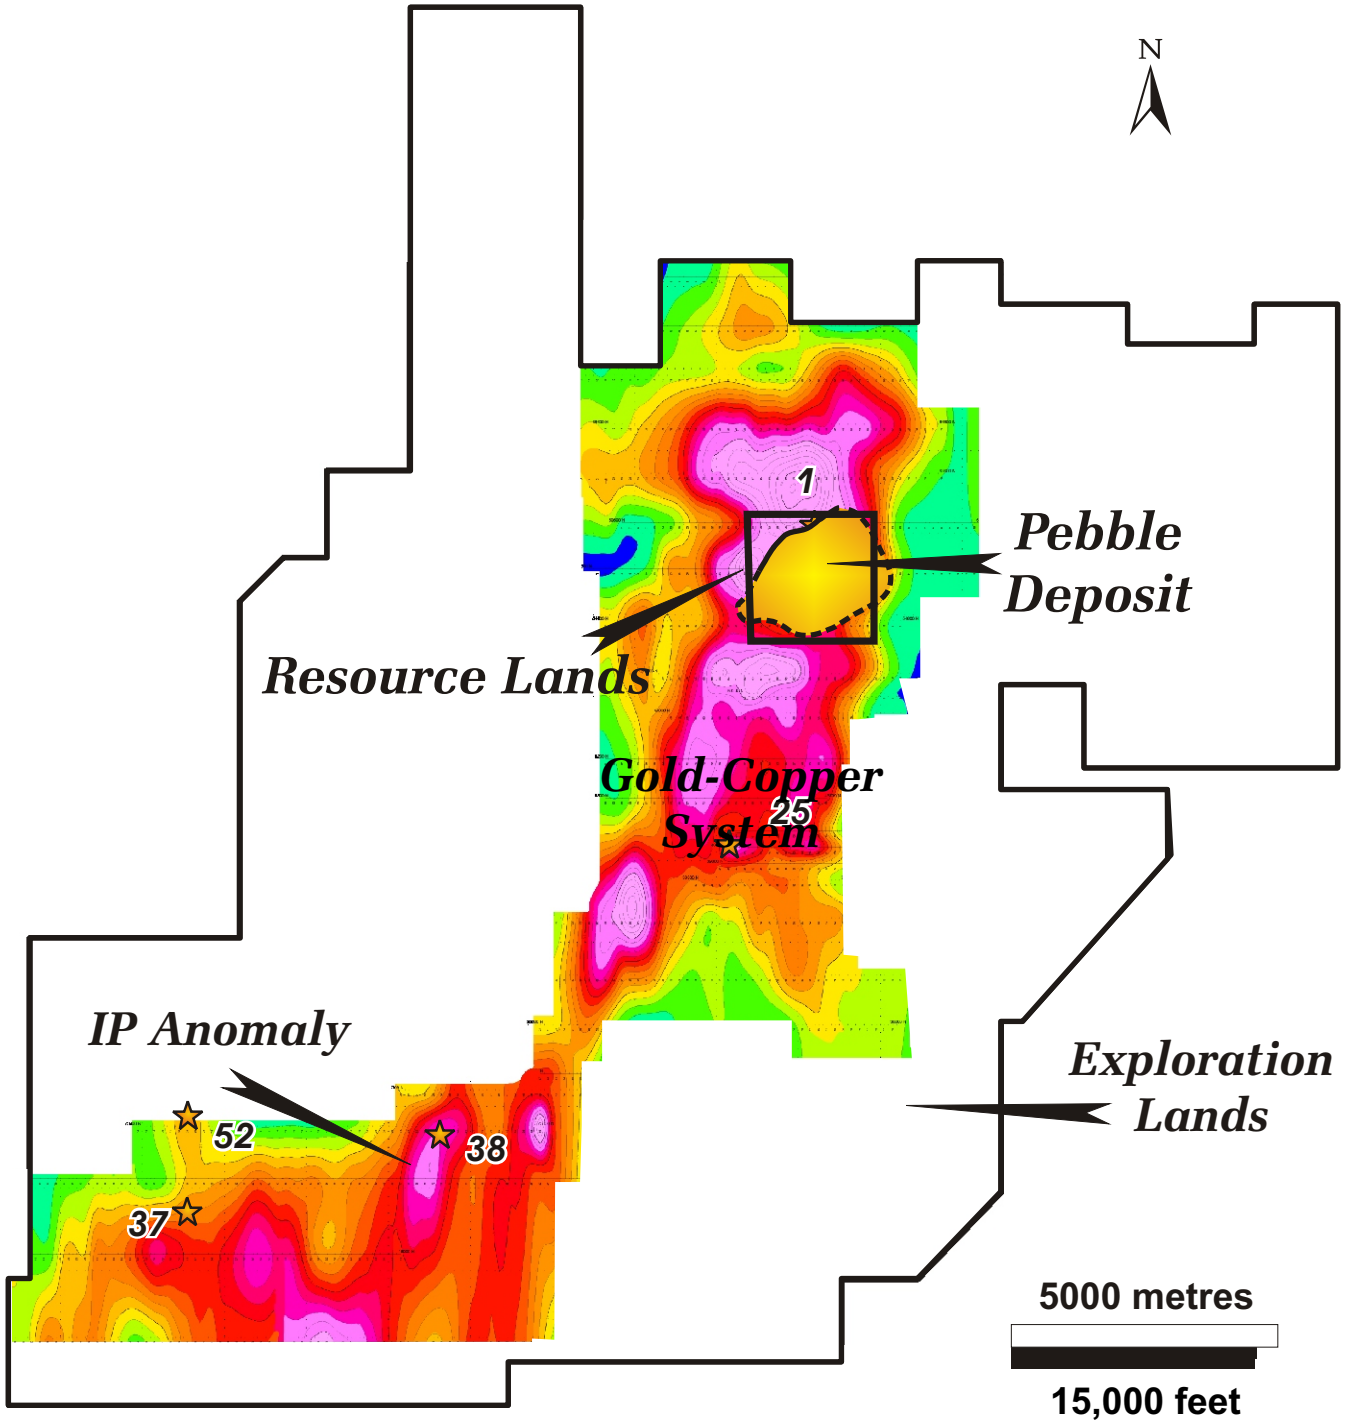 N
1
Pebble
Deposit
Resource Lands
Gold-Copper
25
System
IP Anomaly
Exploration
Lands
52
38
37
5000 metres
15,000 feet